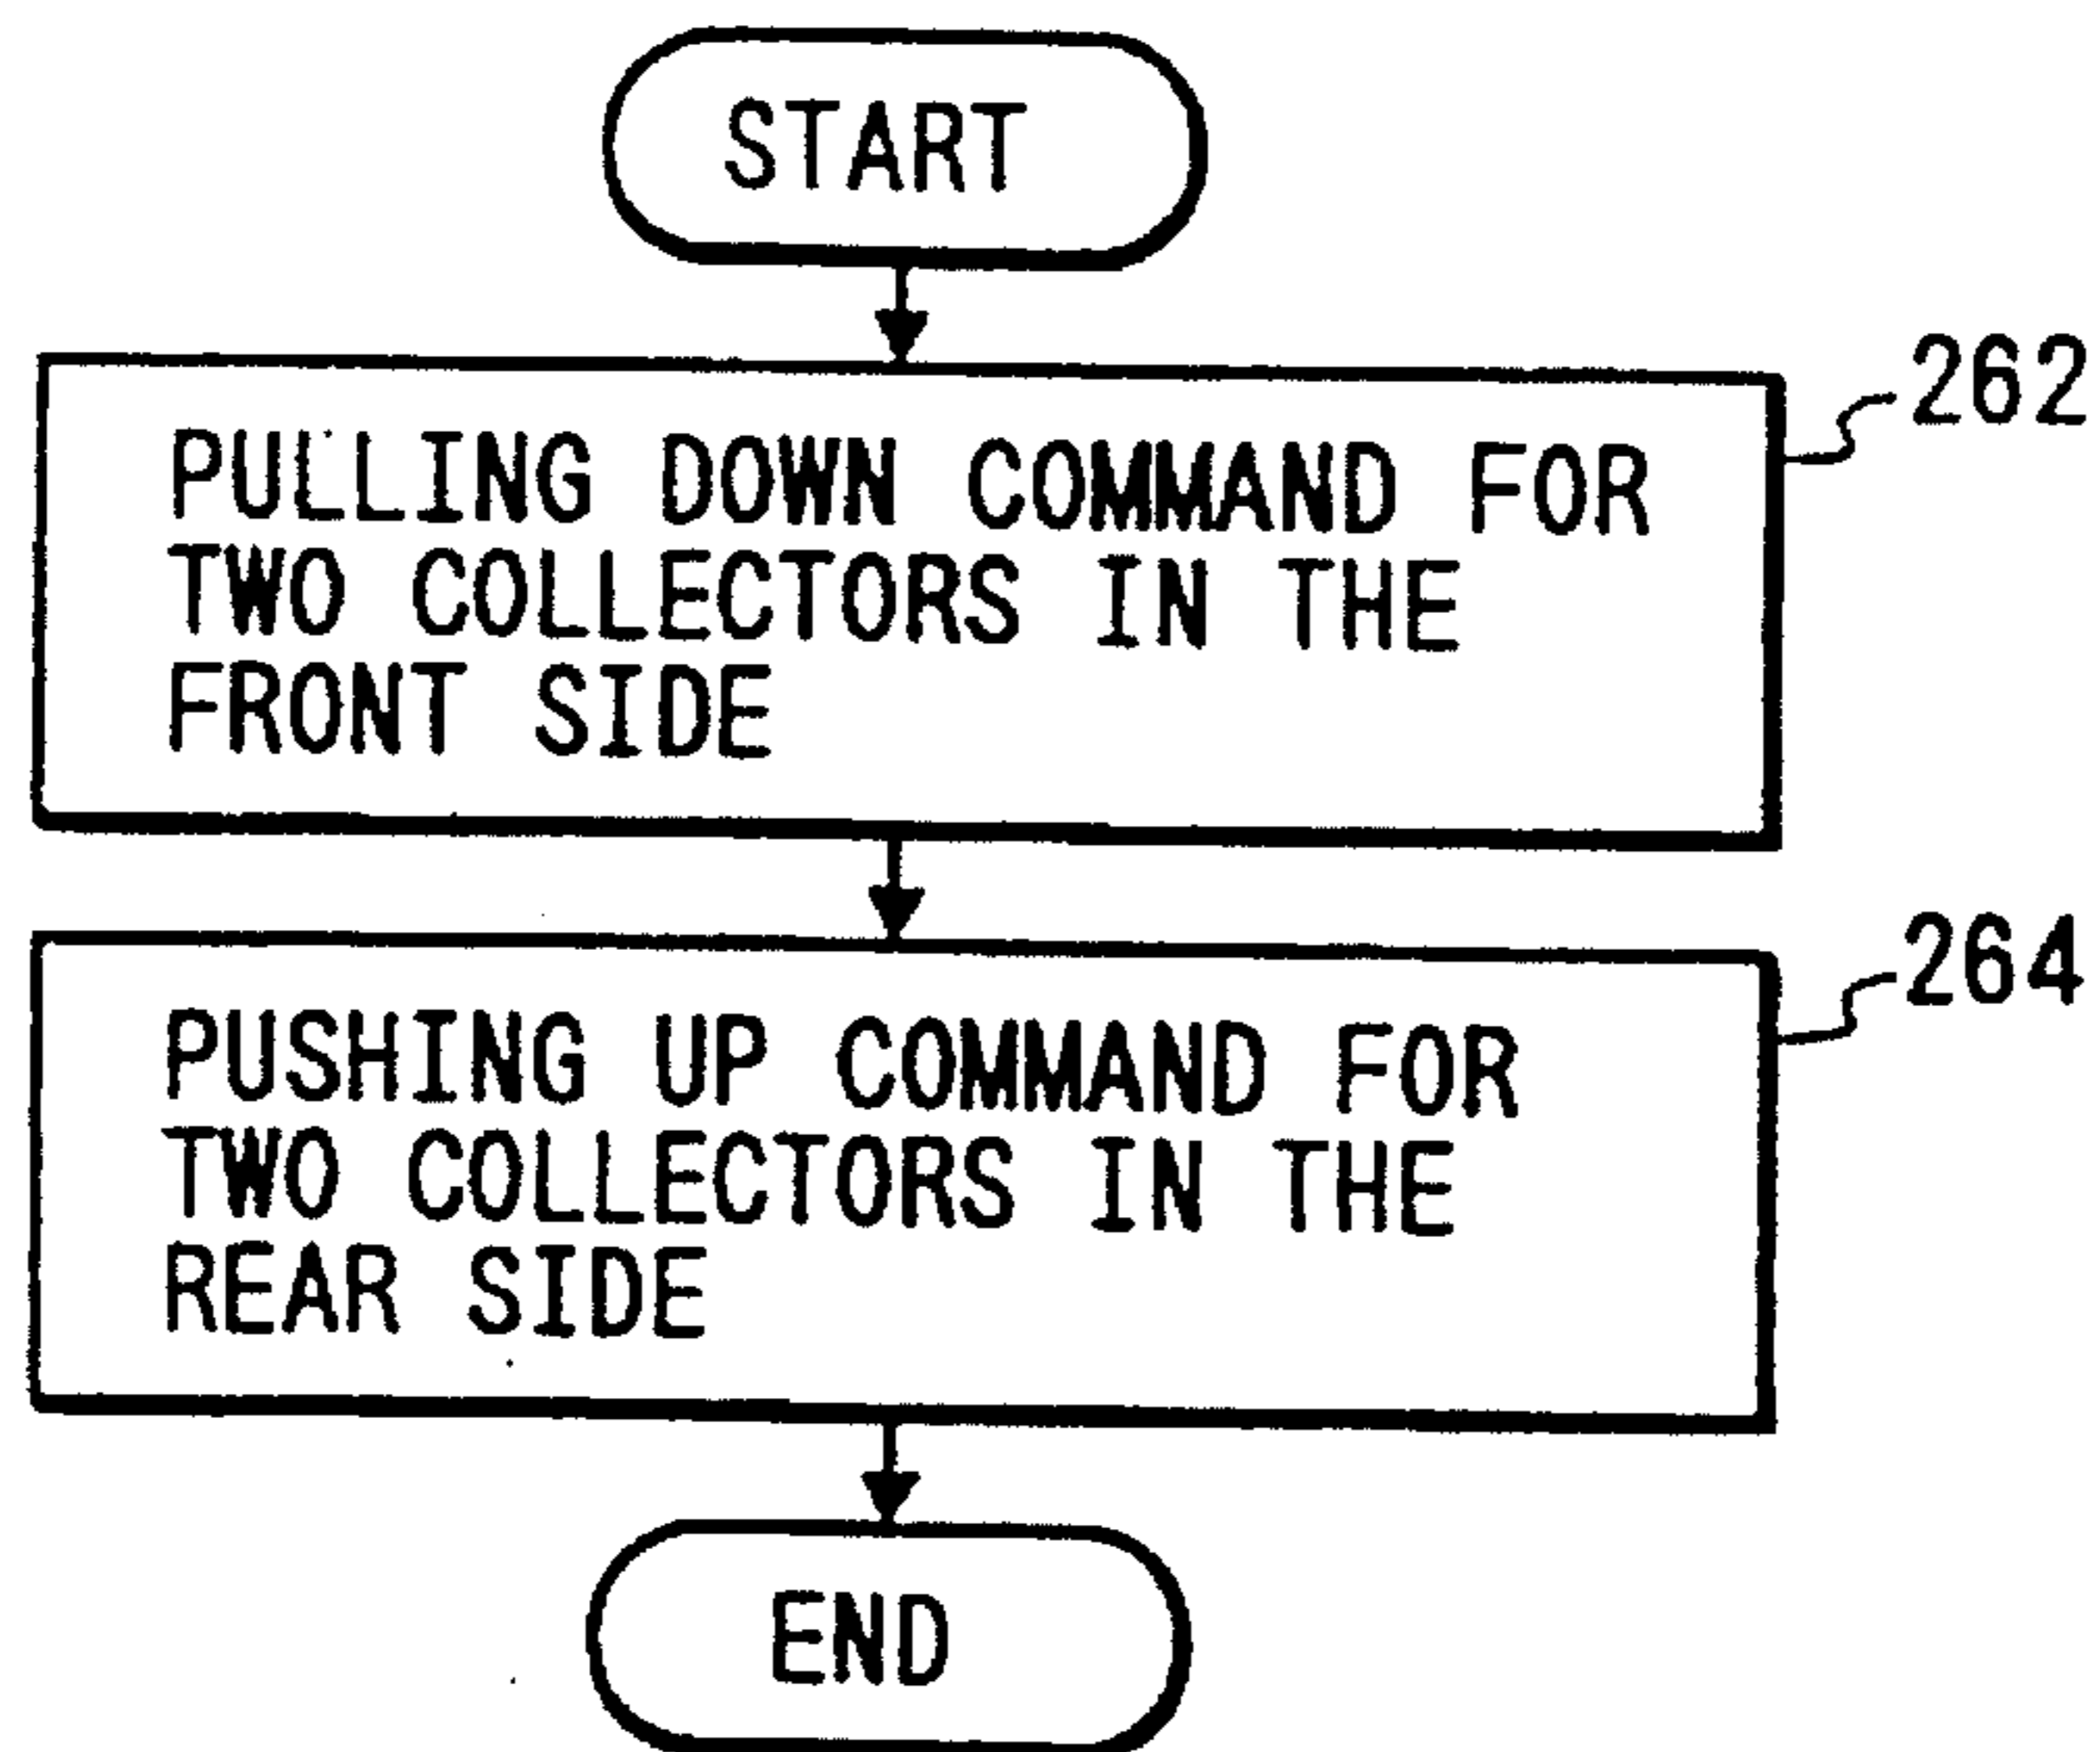 START
262
PULLING DOWN COMMAND FOR
TWO COLLECTORS IN THE
FRONT SIDE
264
PUSHING UP COMMAND FOR
TWO COLLECTORS IN THE
REAR SIDE
END